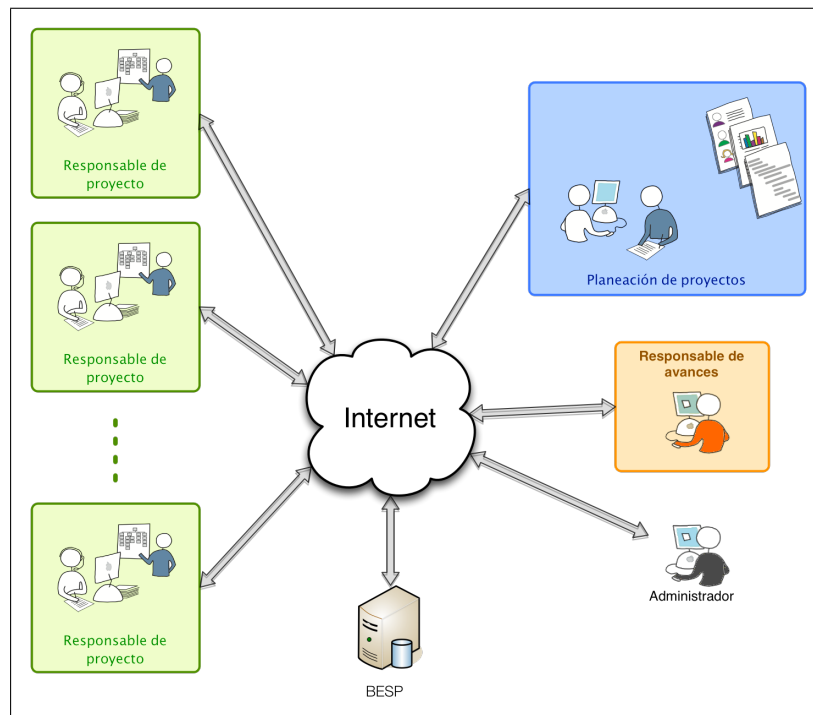 Responsable de
proyecto
Responsable de
proyecto
Responsable de
proyecto
Planeación de proyectos
Responsable de
avances
Internet
Administrador
BESP